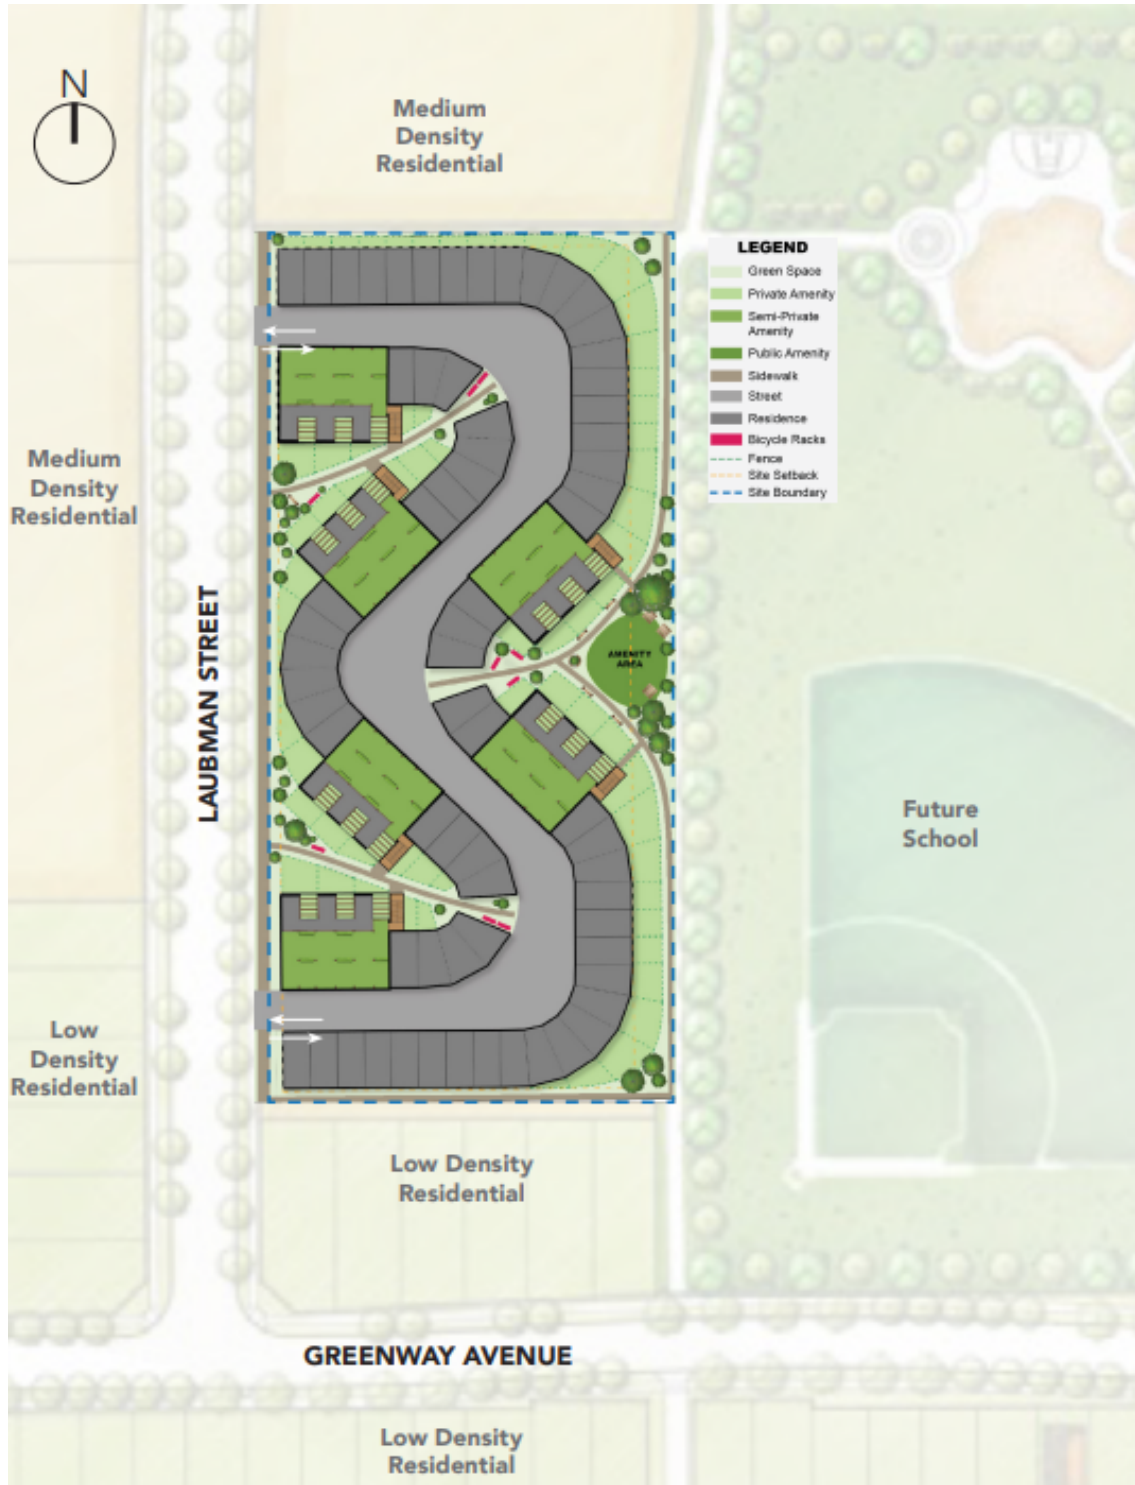 N
Medium
Density
Residential
LEGEND
Green Space
Private Amenity
Semi-Private
Amenity
Public Amenity
Sidewalk
Street
Residence
Bicycle Racks
Fence
Site Setback
Site Boundary
Medium
Density
Residential
LAUBMAN STREET
AMENITY
AREA
Future
School
Low
Density
Residential
Low Density
Residential
GREENWAY AVENUE
Low Density
Residential